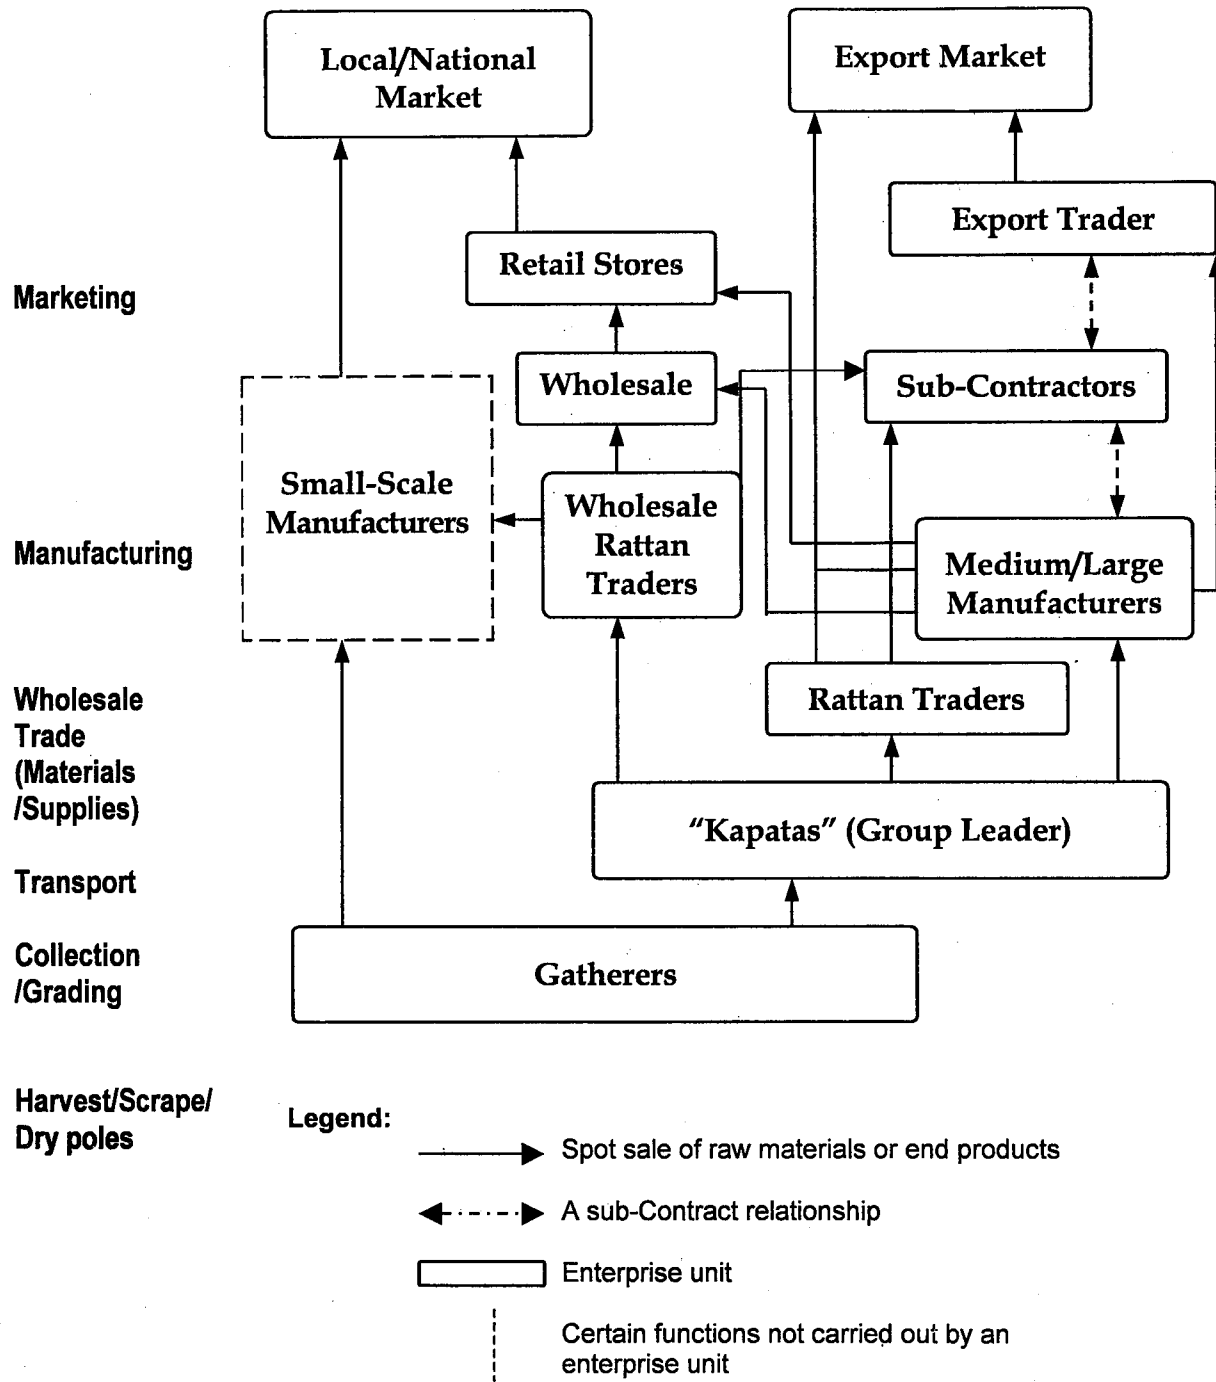 Local/National
Market
Export Market
Export Trader
Retail Stores
Marketing
Wholesale
Sub-Contractors
Small-Scale
Manufacturers
Wholesale
Rattan
Traders
Manufacturing
Medium/Large
Manufacturers
Wholesale
Trade
(Materials
/Supplies)
Rattan Traders
"Kapatas" (Group Leader)
Transport
Collection
/Grading
Gatherers
Harvest/Scrape/
Dry poles
Legend:
Spot sale of raw materials or end products
A sub-Contract relationship
Enterprise unit
Certain functions not carried out by an
enterprise unit